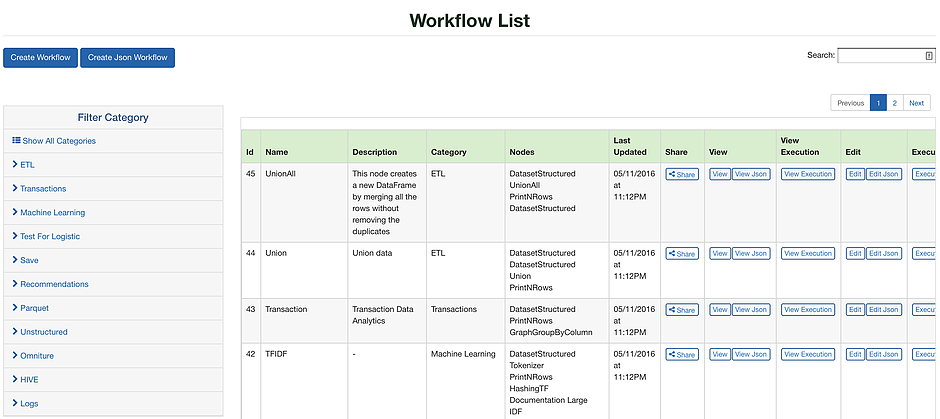 Workflow List
Create Workflow Create Json Workflow
Search:
Previous 1 2 Next
Filter Category
Show All Categories
ETL
Transactions
Machine Learning
Test For Logistic
Save
Recommendations
Parquet
Unstructured
Omniture
HIVE
Logs
Id Name Description Category Nodes Last Updated Share View View Execution Edit Execu
45 UnionAll This node creates ETL DatasetStructured 05/11/2016 Share View View Json View Execution Edit Edit Json Execu
a new DataFrame UnionAll at
by merging all the PrintNRows 11:12PM
rows without DatasetStructured
removing the
duplicates
44 Union Union data ETL DatasetStructured 05/11/2016 Share View View Json View Execution Edit Edit Json Execu
DatasetStructured at
Union 11:12PM
PrintNRows
43 Transaction Transaction Data Transactions DatasetStructured 05/11/2016 Share View View Json View Execution Edit Edit Json Execu
Analytics PrintNRows at
GraphGroupByColumn 11:12PM
42 TFIDF - Machine Learning DatasetStructured 05/11/2016 Share View View Json View Execution Edit Edit Json Execu
Tokenizer at
PrintNRows 11:12PM
HashingTF
Documentation Large
IDF